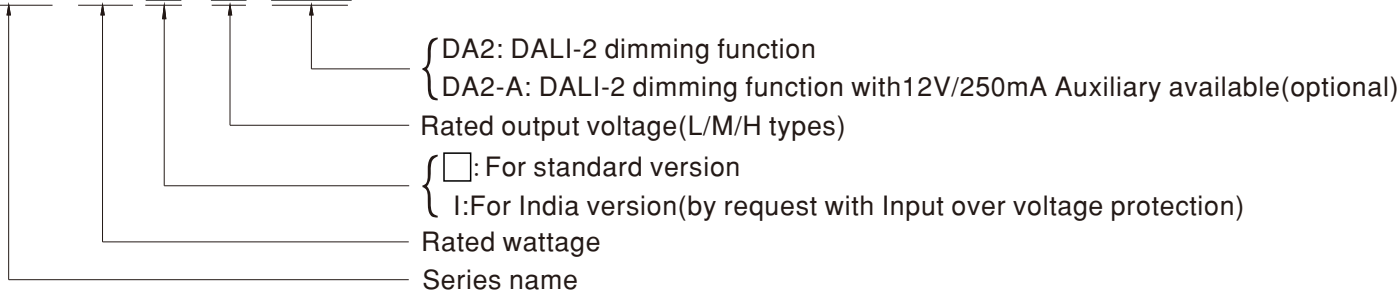 DA2: DALI-2 dimming function
DA2-A: DALI-2 dimming function with12V/250mA Auxiliary available(optional)
Rated output voltage(L/M/H types)
: For standard version
I:For India version(by request with Input over voltage protection)
Rated wattage
Series name